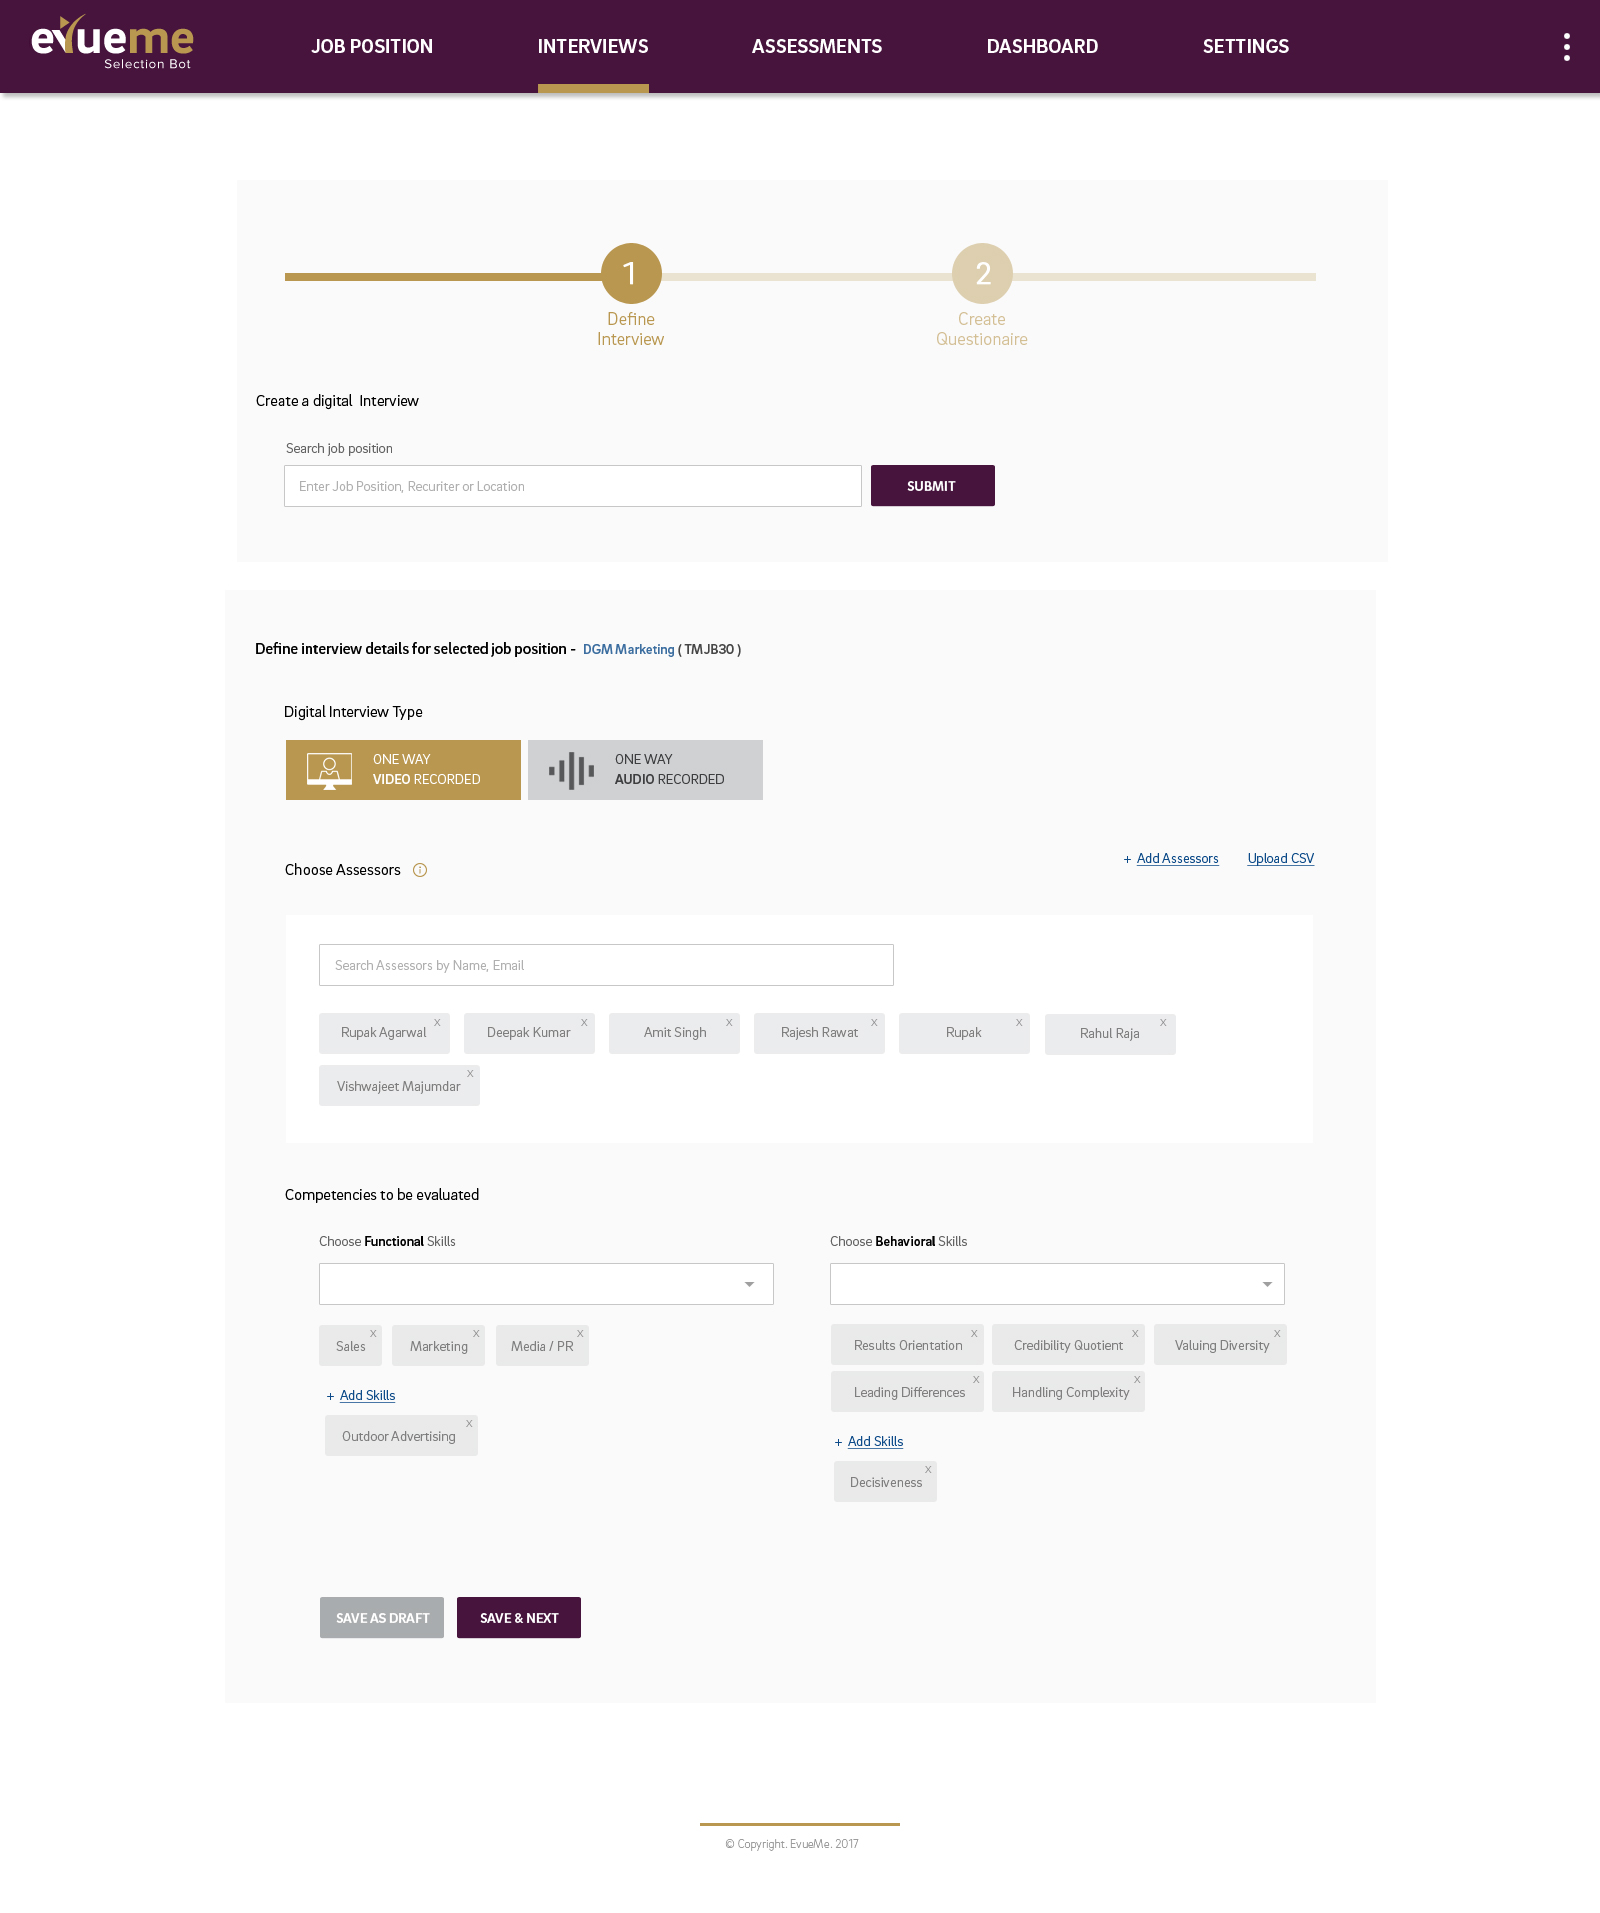 evueme
Selection Bot
JOB POSITION INTERVIEWS ASSESSMENTS DASHBOARD SETTINGS
1 2
Define Interview
Create Questionaire
Create a digital Interview
Search job position
Enter Job Position, Recuriter or Location
SUBMIT
Define interview details for selected job position - DGM Marketing ( TMJB30 )
Digital Interview Type
ONE WAY
VIDEO RECORDED
ONE WAY
AUDIO RECORDED
Choose Assessors i
+ Add Assessors Upload CSV
Search Assessors by Name, Email
Rupak Agarwal X Deepak Kumar X Amit Singh X Rajesh Rawat X Rupak X Rahul Raja X
Vishwajeet Majumdar X
Competencies to be evaluated
Choose Functional Skills
Sales X Marketing X Media / PR X
+ Add Skills
Outdoor Advertising X
Choose Behavioral Skills
Results Orientation X Credibility Quotient X Valuing Diversity X
Leading Differences X Handling Complexity X
+ Add Skills
Decisiveness X
SAVE AS DRAFT SAVE & NEXT
© Copyright. EvueMe. 2017